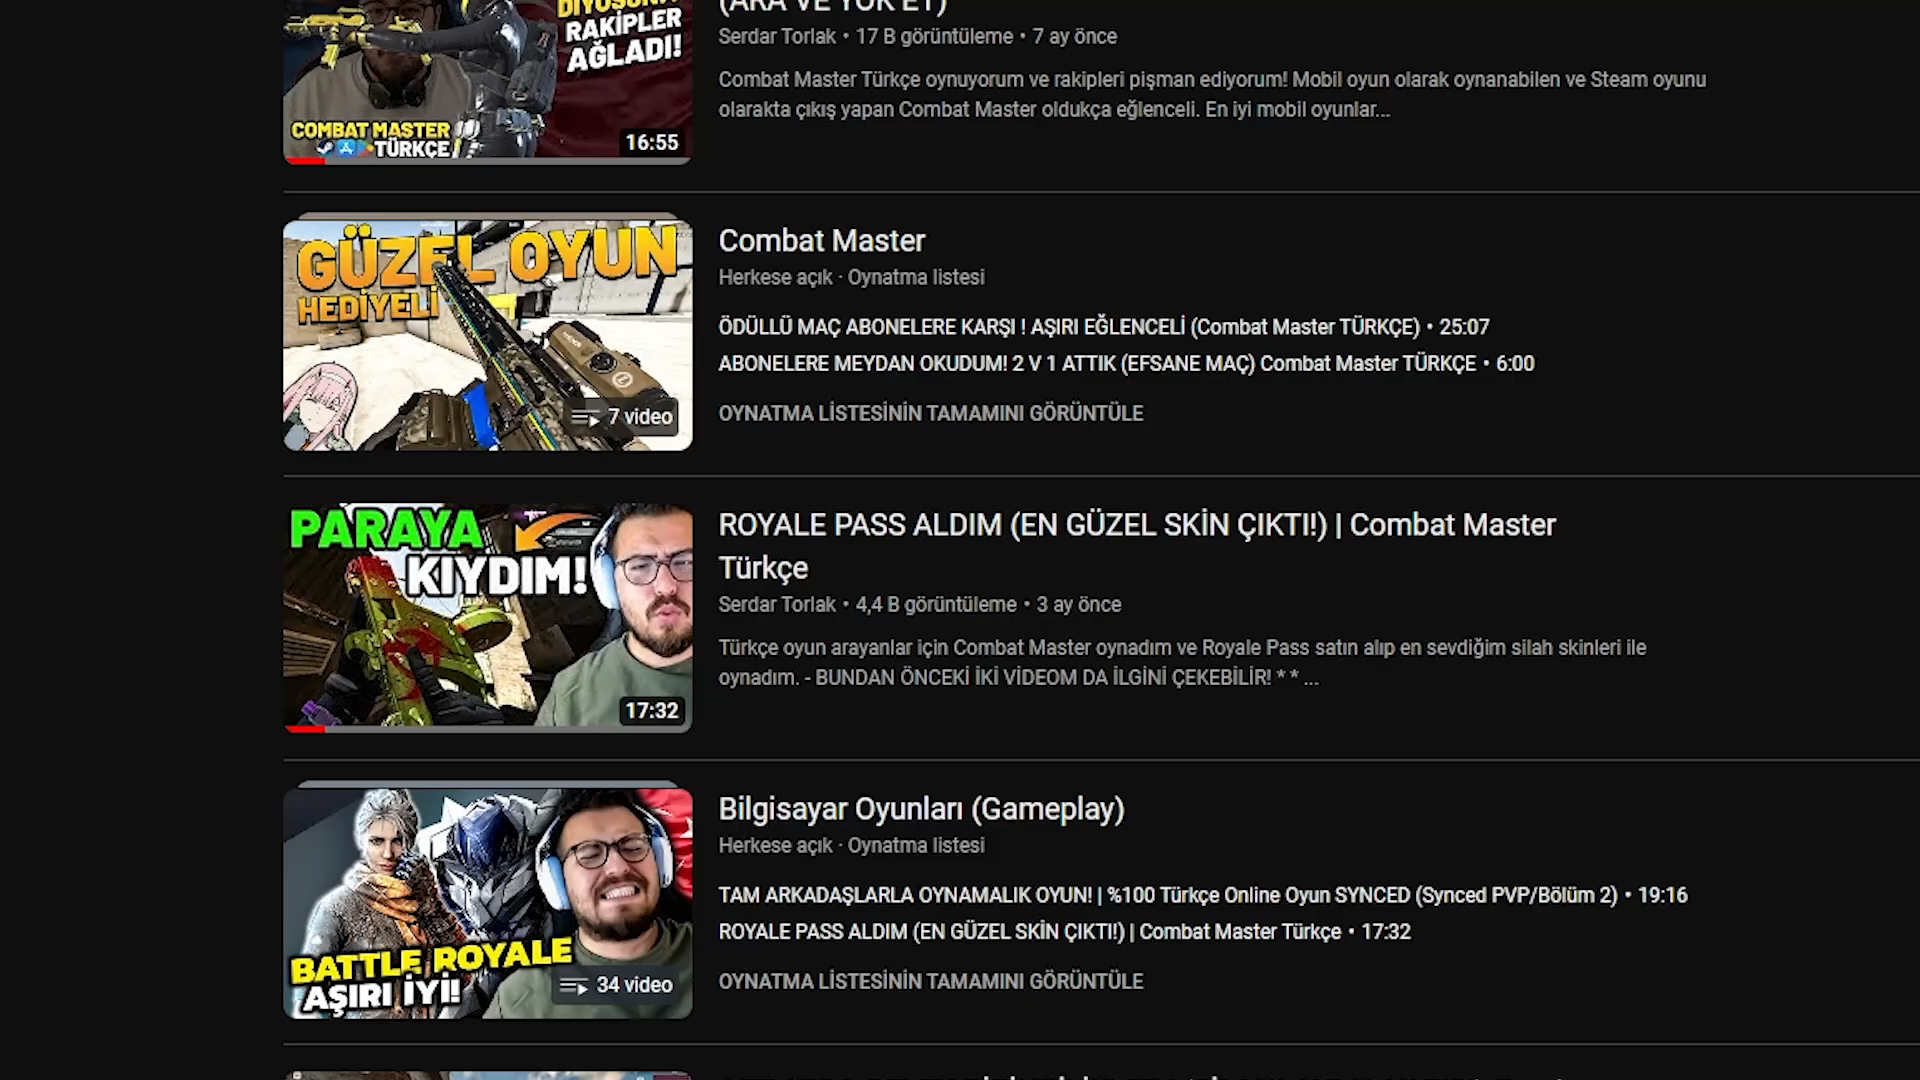 RAKİPLER
AĞLADI!
COMBAT MASTER
TÜRKÇE
16:55
(ARA VE YOK ET)
Serdar Torlak • 17 B görüntüleme • 7 ay önce
Combat Master Türkçe oynuyorum ve rakipleri pişman ediyorum! Mobil oyun olarak oynanabilen ve Steam oyunu
olarakta çıkış yapan Combat Master oldukça eğlenceli. En iyi mobil oyunlar...
GÜZEL OYUN
HEDİYELİ
7 video
Combat Master
Herkese açık · Oynatma listesi
ÖDÜLLÜ MAÇ ABONELERE KARŞI ! AŞIRI EĞLENCELİ (Combat Master TÜRKÇE) • 25:07
ABONELERE MEYDAN OKUDUM! 2 V 1 ATTIK (EFSANE MAÇ) Combat Master TÜRKÇE • 6:00
OYNATMA LİSTESİNİN TAMAMINI GÖRÜNTÜLE
PARAYA
KIYDIM!
17:32
ROYALE PASS ALDIM (EN GÜZEL SKİN ÇIKTI!) | Combat Master
Türkçe
Serdar Torlak • 4,4 B görüntüleme • 3 ay önce
Türkçe oyun arayanlar için Combat Master oynadım ve Royale Pass satın alıp en sevdiğim silah skinleri ile
oynadım. - BUNDAN ÖNCEKİ İKİ VİDEOM DA İLGİNİ ÇEKEBİLİR! * * ...
BATTLE ROYALE
AŞIRI İYİ!
34 video
Bilgisayar Oyunları (Gameplay)
Herkese açık · Oynatma listesi
TAM ARKADAŞLARLA OYNAMALIK OYUN! | %100 Türkçe Online Oyun SYNCED (Synced PVP/Bölüm 2) • 19:16
ROYALE PASS ALDIM (EN GÜZEL SKİN ÇIKTI!) | Combat Master Türkçe • 17:32
OYNATMA LİSTESİNİN TAMAMINI GÖRÜNTÜLE